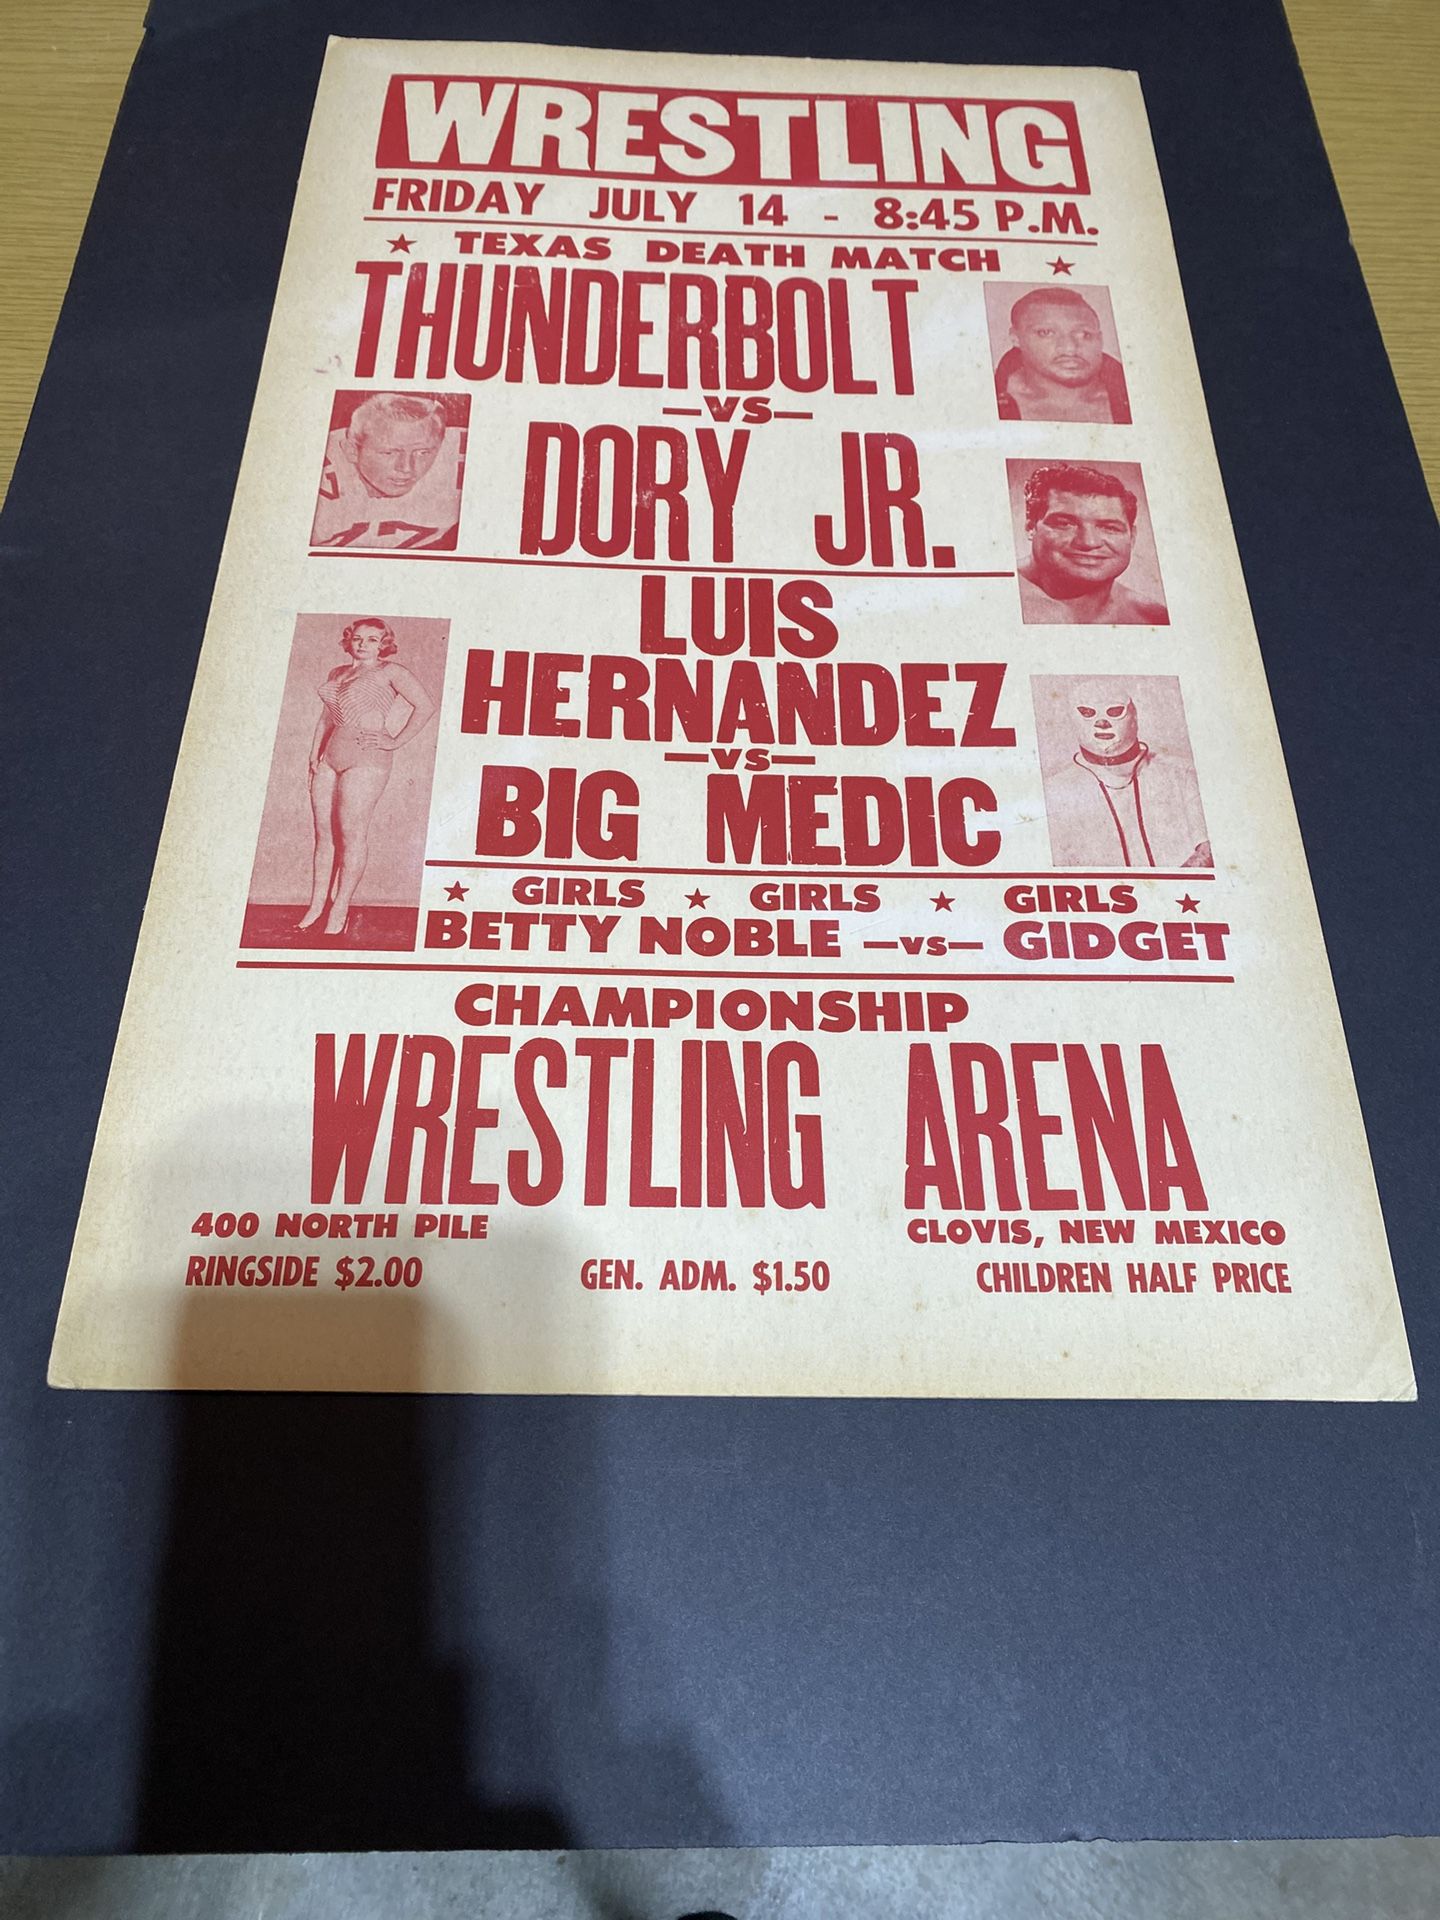 WRESTLING
FRIDAY JULY 14 - 8:45 P.M.
★ TEXAS DEATH MATCH ★
THUNDERBOLT
—VS—
DORY JR.
LUIS
HERNANDEZ
—VS—
BIG MEDIC
★ GIRLS ★ GIRLS ★ GIRLS ★
BETTY NOBLE —VS— GIDGET
CHAMPIONSHIP
WRESTLING ARENA
400 NORTH PILE CLOVIS, NEW MEXICO
RINGSIDE $2.00 GEN. ADM. $1.50 CHILDREN HALF PRICE